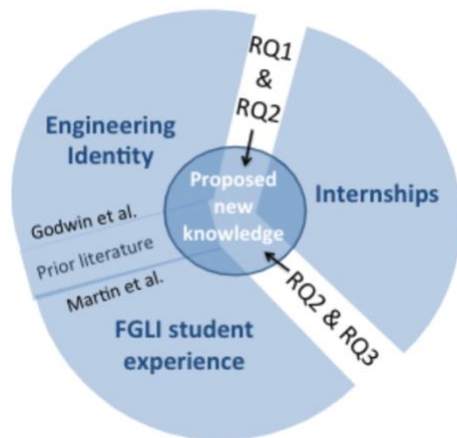 RQ1
&
RQ2
Engineering
Identity
Proposed
new
knowledge
Internships
Godwin et al.
Prior literature
Martin et al.
RQ2 & RQ3
FGLI student
experience